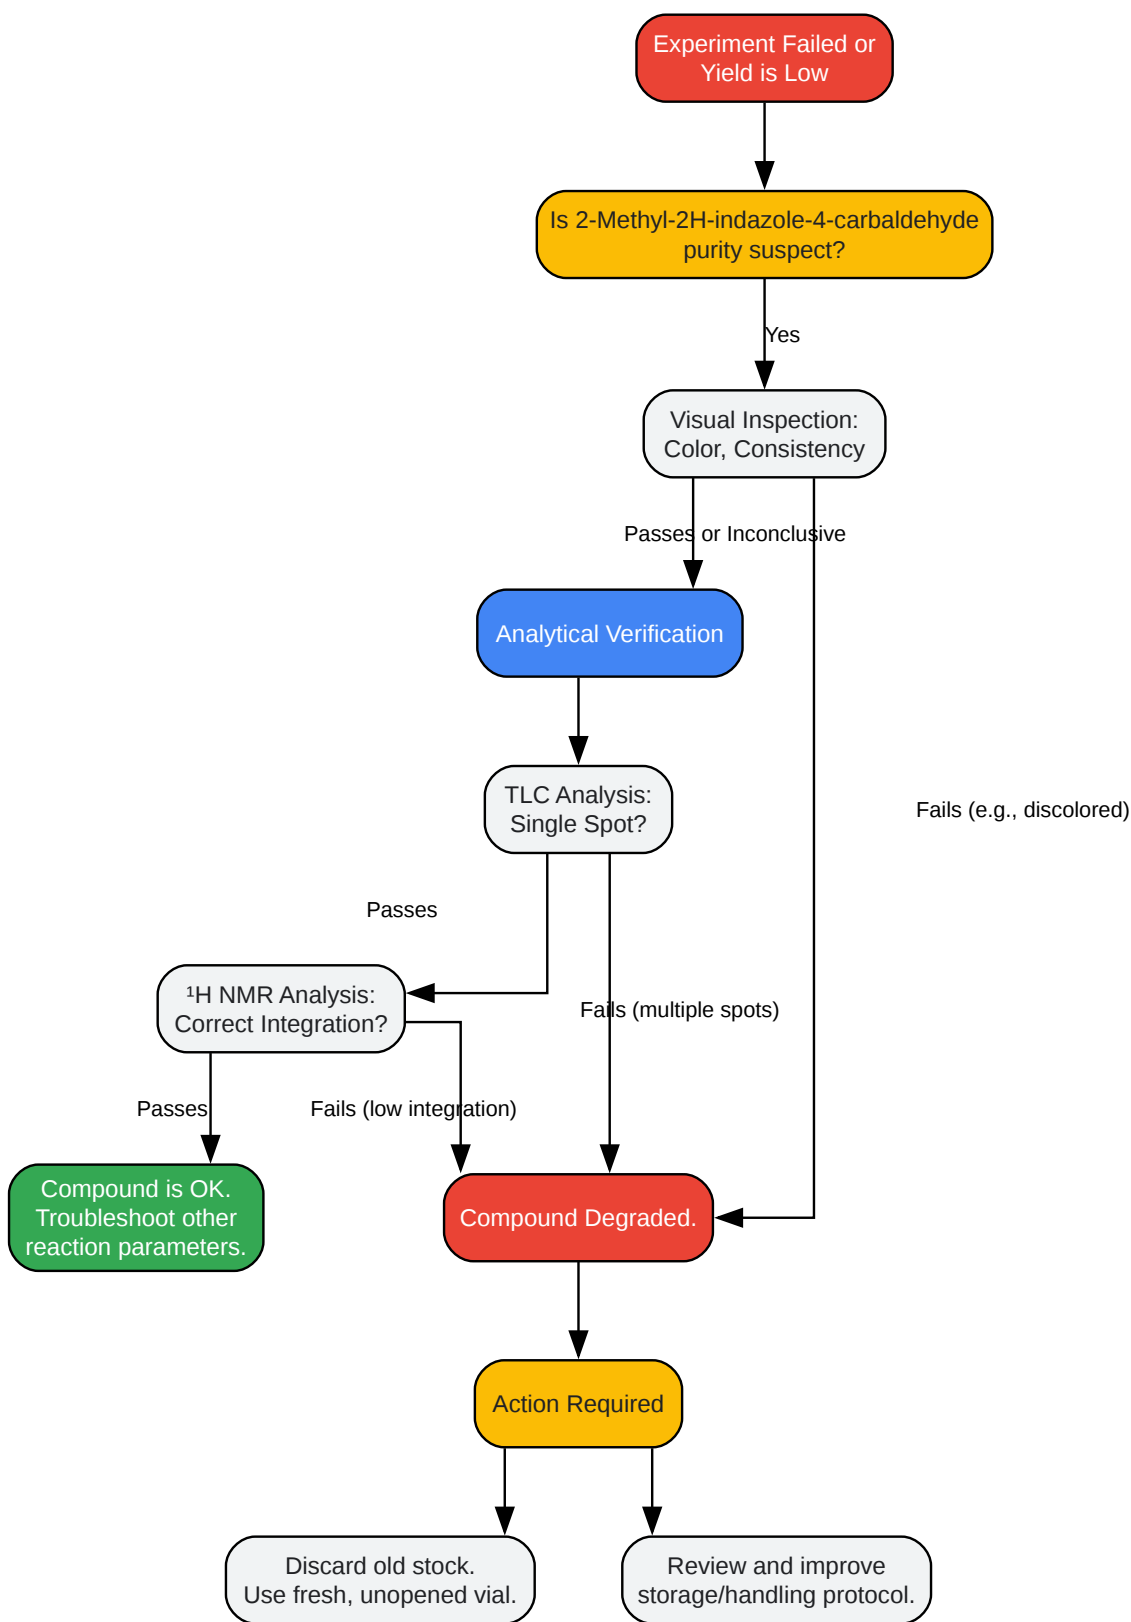 Experiment Failed or
Yield is Low
Is 2-Methyl-2H-indazole-4-carbaldehyde
purity suspect?
Yes
Visual Inspection:
Color, Consistency
Passes or Inconclusive
Analytical Verification
TLC Analysis:
Single Spot?
Fails (e.g., discolored)
Passes
¹H NMR Analysis:
Correct Integration?
Fails (multiple spots)
Passes
Fails (low integration)
Compound is OK.
Troubleshoot other
reaction parameters.
Compound Degraded.
Action Required
Discard old stock.
Use fresh, unopened vial.
Review and improve
storage/handling protocol.